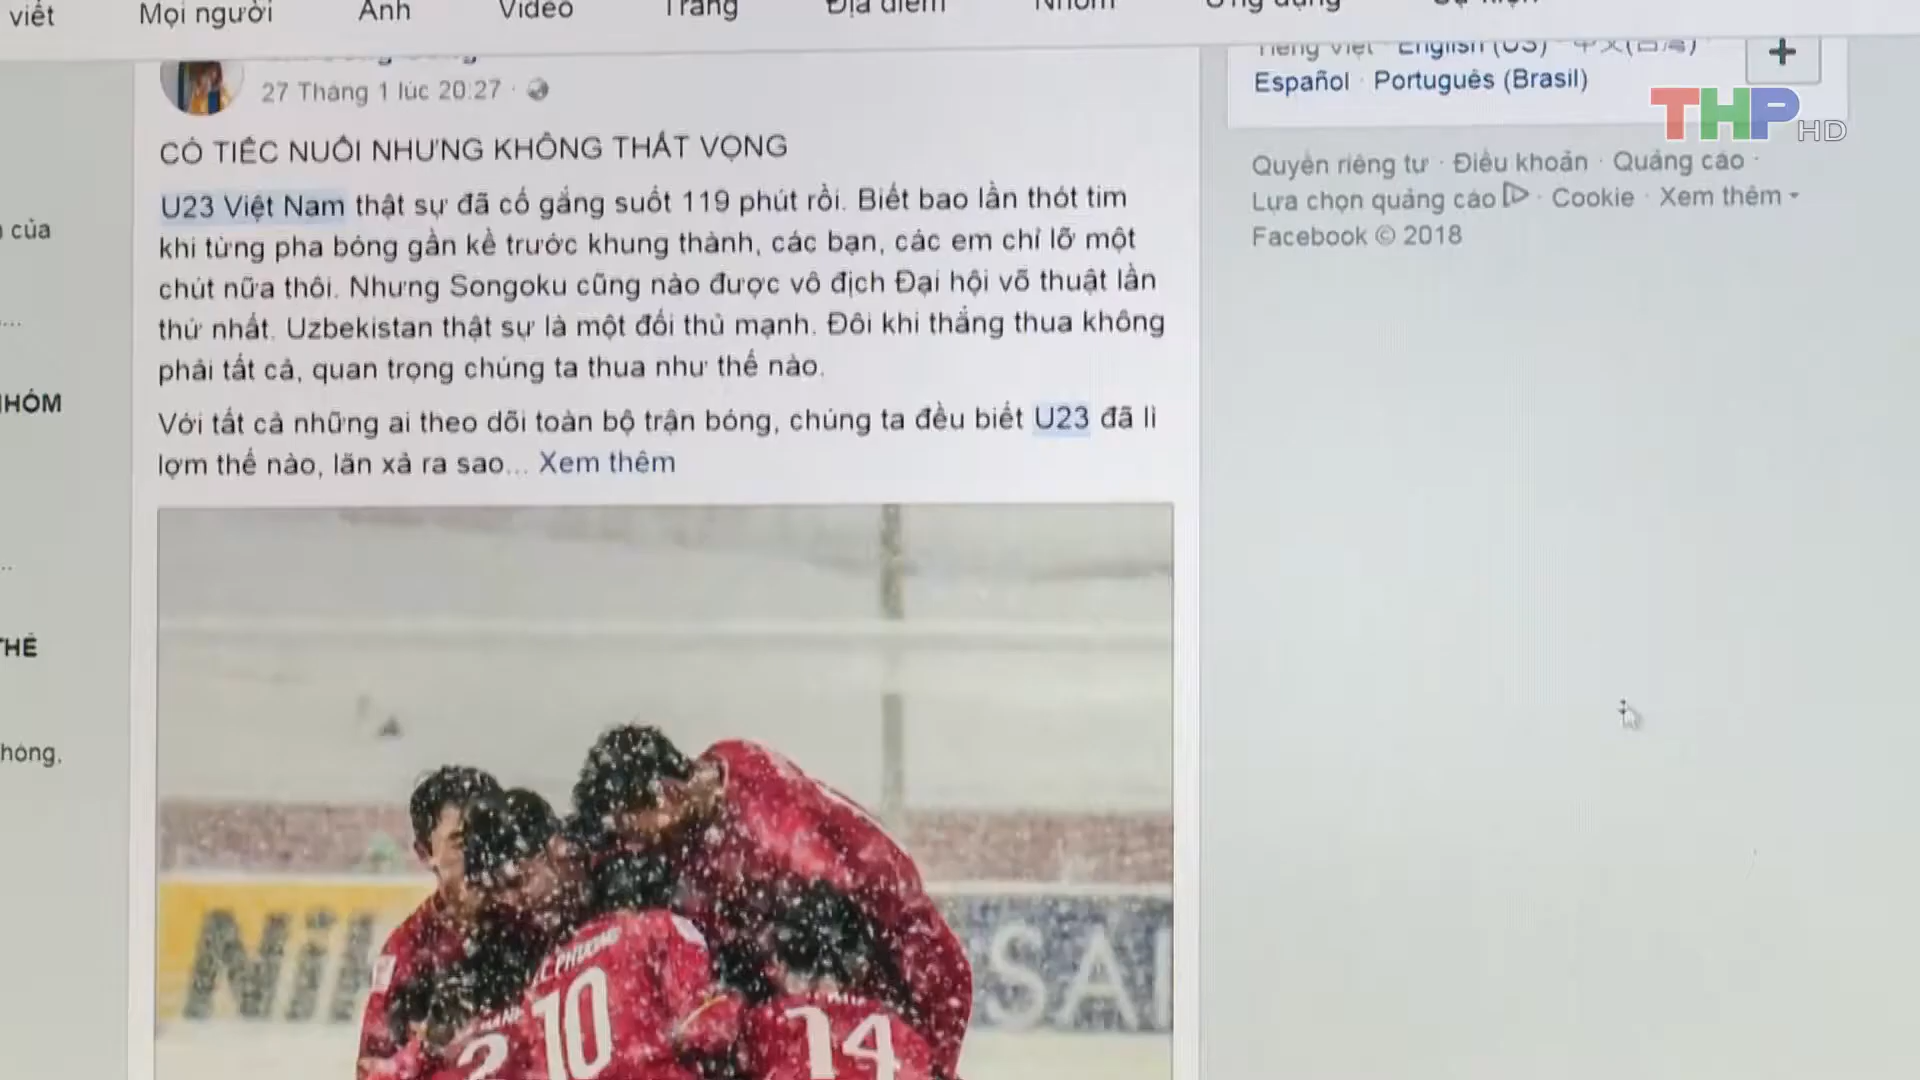 viết Mọi người Ảnh Video Trang Địa điểm Nhóm Ứng dụng Sự kiện
Tiếng Việt · English (US) · 中文(台灣)
Español · Português (Brasil)
+
THP HD
27 Tháng 1 lúc 20:27 ·
CÓ TIẾC NUỐI NHƯNG KHÔNG THẤT VỌNG
U23 Việt Nam thật sự đã cố gắng suốt 119 phút rồi. Biết bao lần thót tim
khi từng pha bóng gần kề trước khung thành, các bạn, các em chỉ lỡ một
chút nữa thôi. Nhưng Songoku cũng nào được vô địch Đại hội võ thuật lần
thứ nhất. Uzbekistan thật sự là một đối thủ mạnh. Đôi khi thắng thua không
phải tất cả, quan trọng chúng ta thua như thế nào.
Với tất cả những ai theo dõi toàn bộ trận bóng, chúng ta đều biết U23 đã lì
lợm thế nào, lăn xả ra sao... Xem thêm
Quyền riêng tư · Điều khoản · Quảng cáo ·
Lựa chọn quảng cáo · Cookie · Xem thêm
Facebook © 2018
của
...
NHÓM
..
THẺ
hòng,
Nik
SAI
C.PHUONG
10
2
14